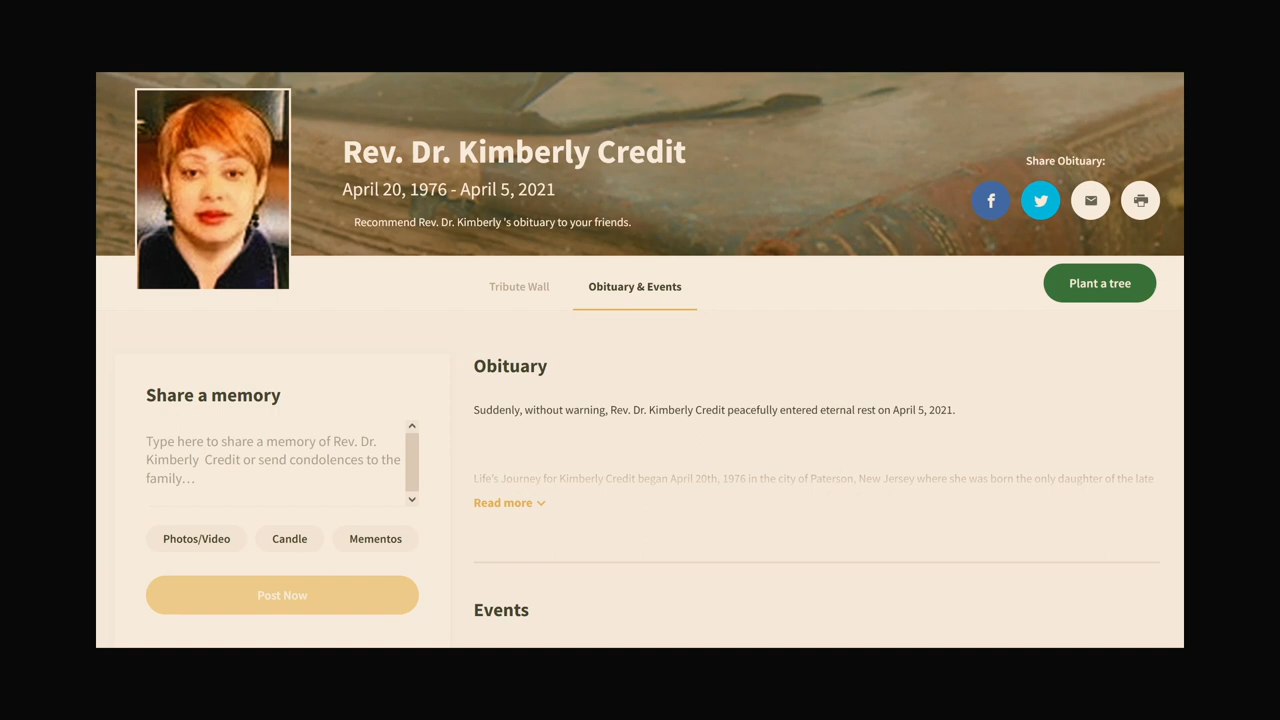 Rev. Dr. Kimberly Credit
April 20, 1976 - April 5, 2021
Recommend Rev. Dr. Kimberly 's obituary to your friends.
Share Obituary:
f
Tribute Wall
Obituary & Events
Plant a tree
Share a memory
Type here to share a memory of Rev. Dr.
Kimberly Credit or send condolences to the
family…
Photos/Video
Candle
Mementos
Post Now
Obituary
Suddenly, without warning, Rev. Dr. Kimberly Credit peacefully entered eternal rest on April 5, 2021.
Life's Journey for Kimberly Credit began April 20th, 1976 in the city of Paterson, New Jersey where she was born the only daughter of the late
Read more
Events